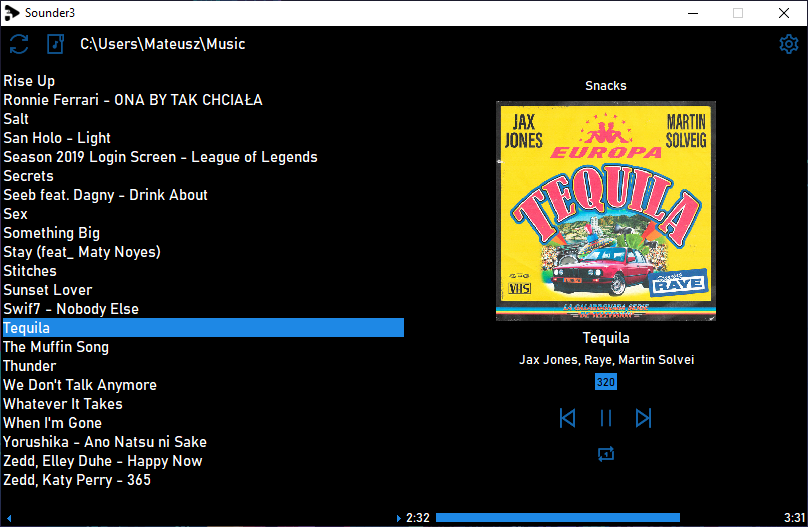 Sounder3
C:\Users\Mateusz\Music
Rise Up
Ronnie Ferrari - ONA BY TAK CHCIAŁA
Salt
San Holo - Light
Season 2019 Login Screen - League of Legends
Secrets
Seeb feat. Dagny - Drink About
Sex
Something Big
Stay (feat_ Maty Noyes)
Stitches
Sunset Lover
Swif7 - Nobody Else
Tequila
The Muffin Song
Thunder
We Don't Talk Anymore
Whatever It Takes
When I'm Gone
Yorushika - Ano Natsu ni Sake
Zedd, Elley Duhe - Happy Now
Zedd, Katy Perry - 365
Snacks
JAX JONES
MARTIN SOLVEIG
EUROPA
TEQUILA
RAYE
VHS
Tequila
Jax Jones, Raye, Martin Solvei
320
1
2:32
3:31